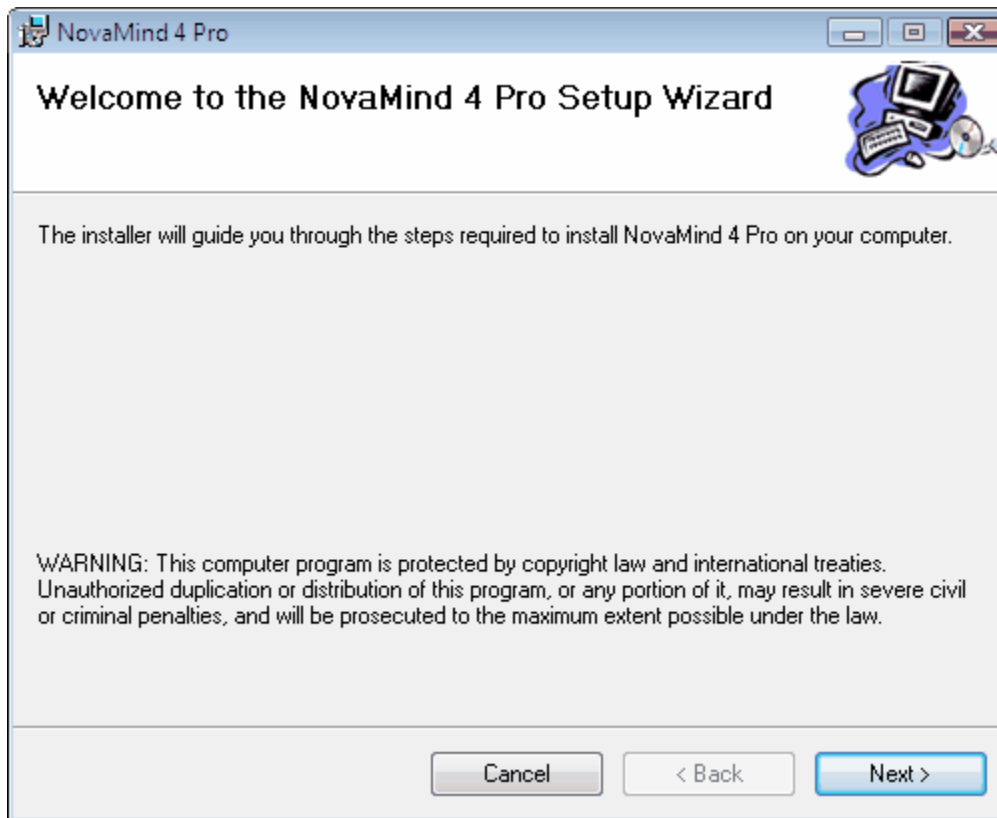 NovaMind 4 Pro
Welcome to the NovaMind 4 Pro Setup Wizard
The installer will guide you through the steps required to install NovaMind 4 Pro on your computer.
WARNING: This computer program is protected by copyright law and international treaties.
Unauthorized duplication or distribution of this program, or any portion of it, may result in severe civil
or criminal penalties, and will be prosecuted to the maximum extent possible under the law.
Cancel
< Back
Next >